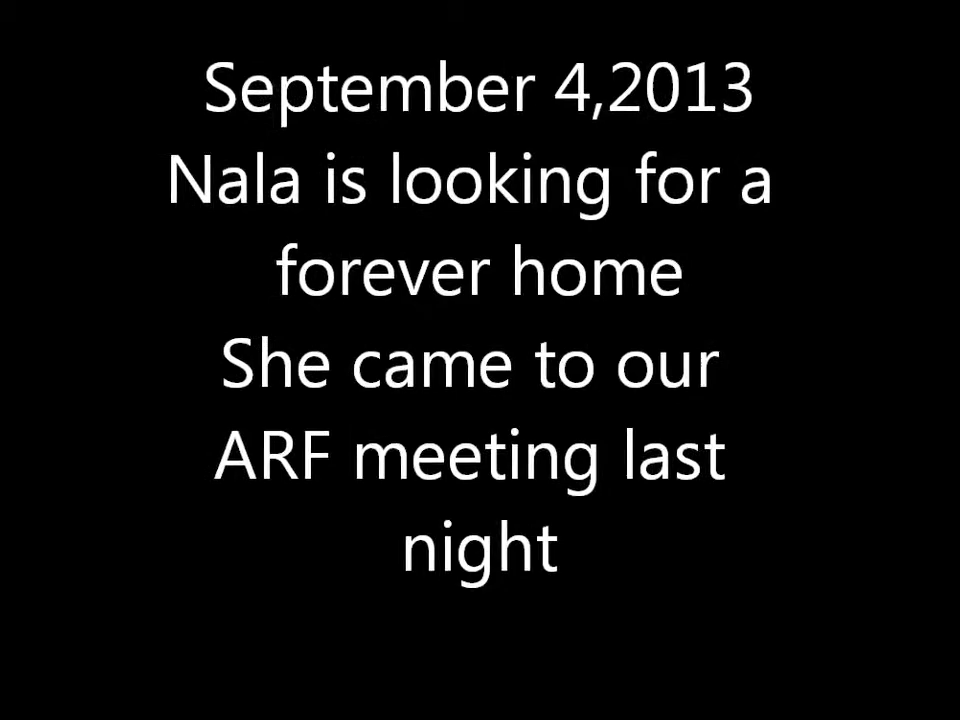 September 4,2013
Nala is looking for a
forever home
She came to our
ARF meeting last
night